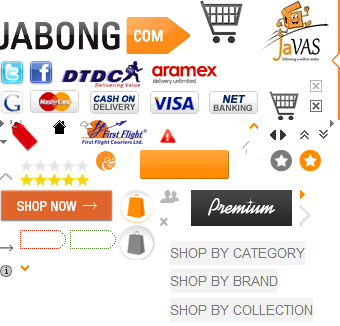 JABONG COM
JaVAS
Delivering a million smiles
DTDC
Delivering Value
aramex
delivery unlimited
G
MasterCard
CASH ON
DELIVERY
VISA
NET
BANKING
First Flight
First Flight Couriers Ltd.
&
SHOP NOW
Premium
SHOP BY CATEGORY
SHOP BY BRAND
SHOP BY COLLECTION